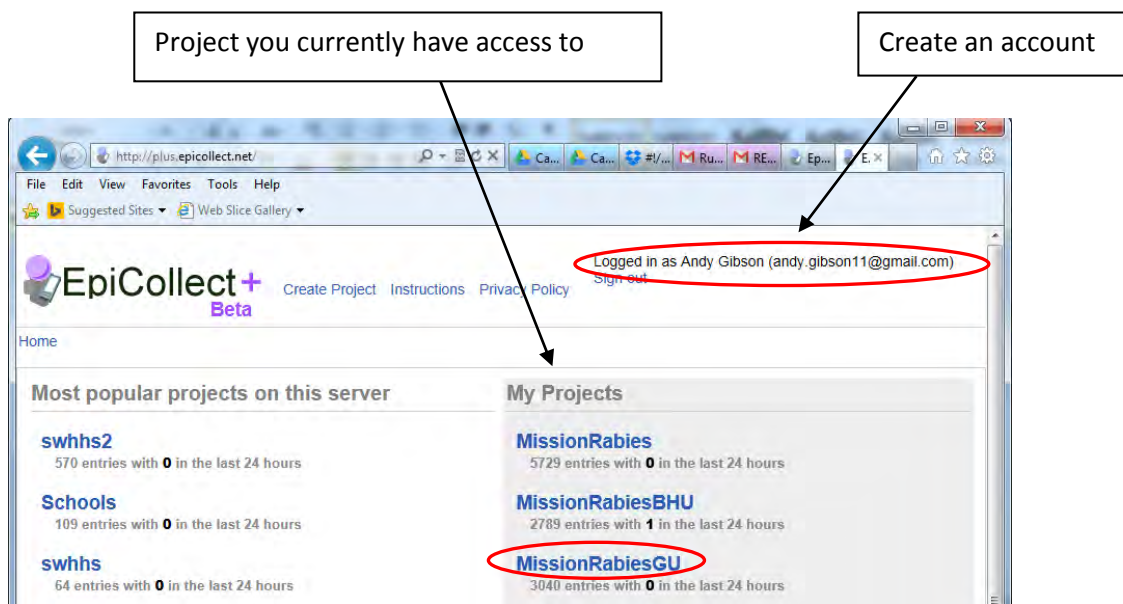 Project you currently have access to
Create an account
http://plus.epicollect.net/
Ca... Ca... #!/... Ru... RE... Ep... E.
File Edit View Favorites Tools Help
Suggested Sites Web Slice Gallery
Logged in as Andy Gibson (andy.gibson11@gmail.com)
Sign out
EpiCollect+
Beta
Create Project Instructions Privacy Policy
Home
Most popular projects on this server
My Projects
swhhs2
570 entries with 0 in the last 24 hours
MissionRabies
5729 entries with 0 in the last 24 hours
Schools
109 entries with 0 in the last 24 hours
MissionRabiesBHU
2789 entries with 1 in the last 24 hours
swhhs
64 entries with 0 in the last 24 hours
MissionRabiesGU
3040 entries with 0 in the last 24 hours